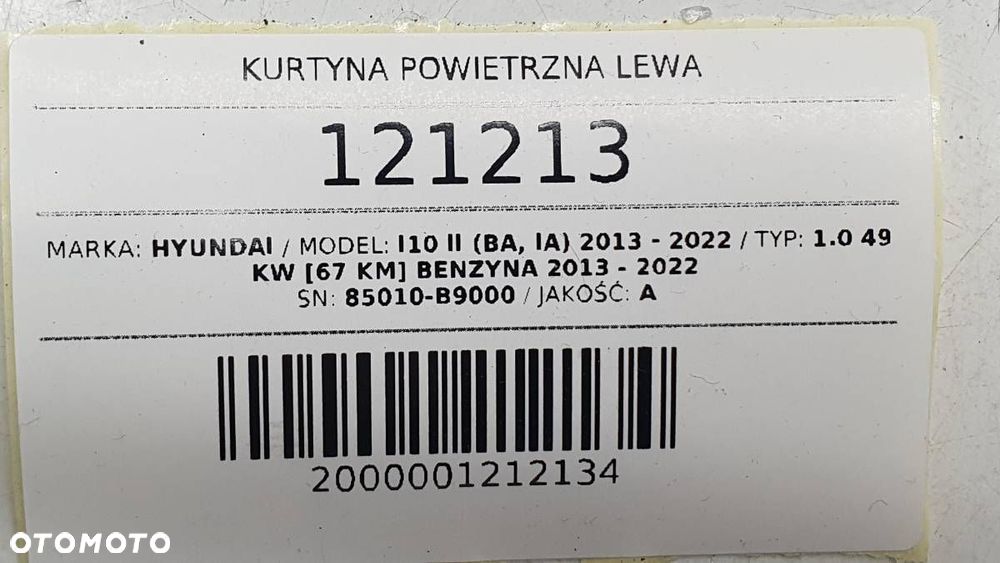 KURTYNA POWIETRZNA LEWA
121213
MARKA: HYUNDAI / MODEL: I10 II (BA, IA) 2013 - 2022 / TYP: 1.0 49
KW [67 KM] BENZYNA 2013 - 2022
SN: 85010-B9000 / JAKOŚĆ: A
2000001212134
OTOMOTO